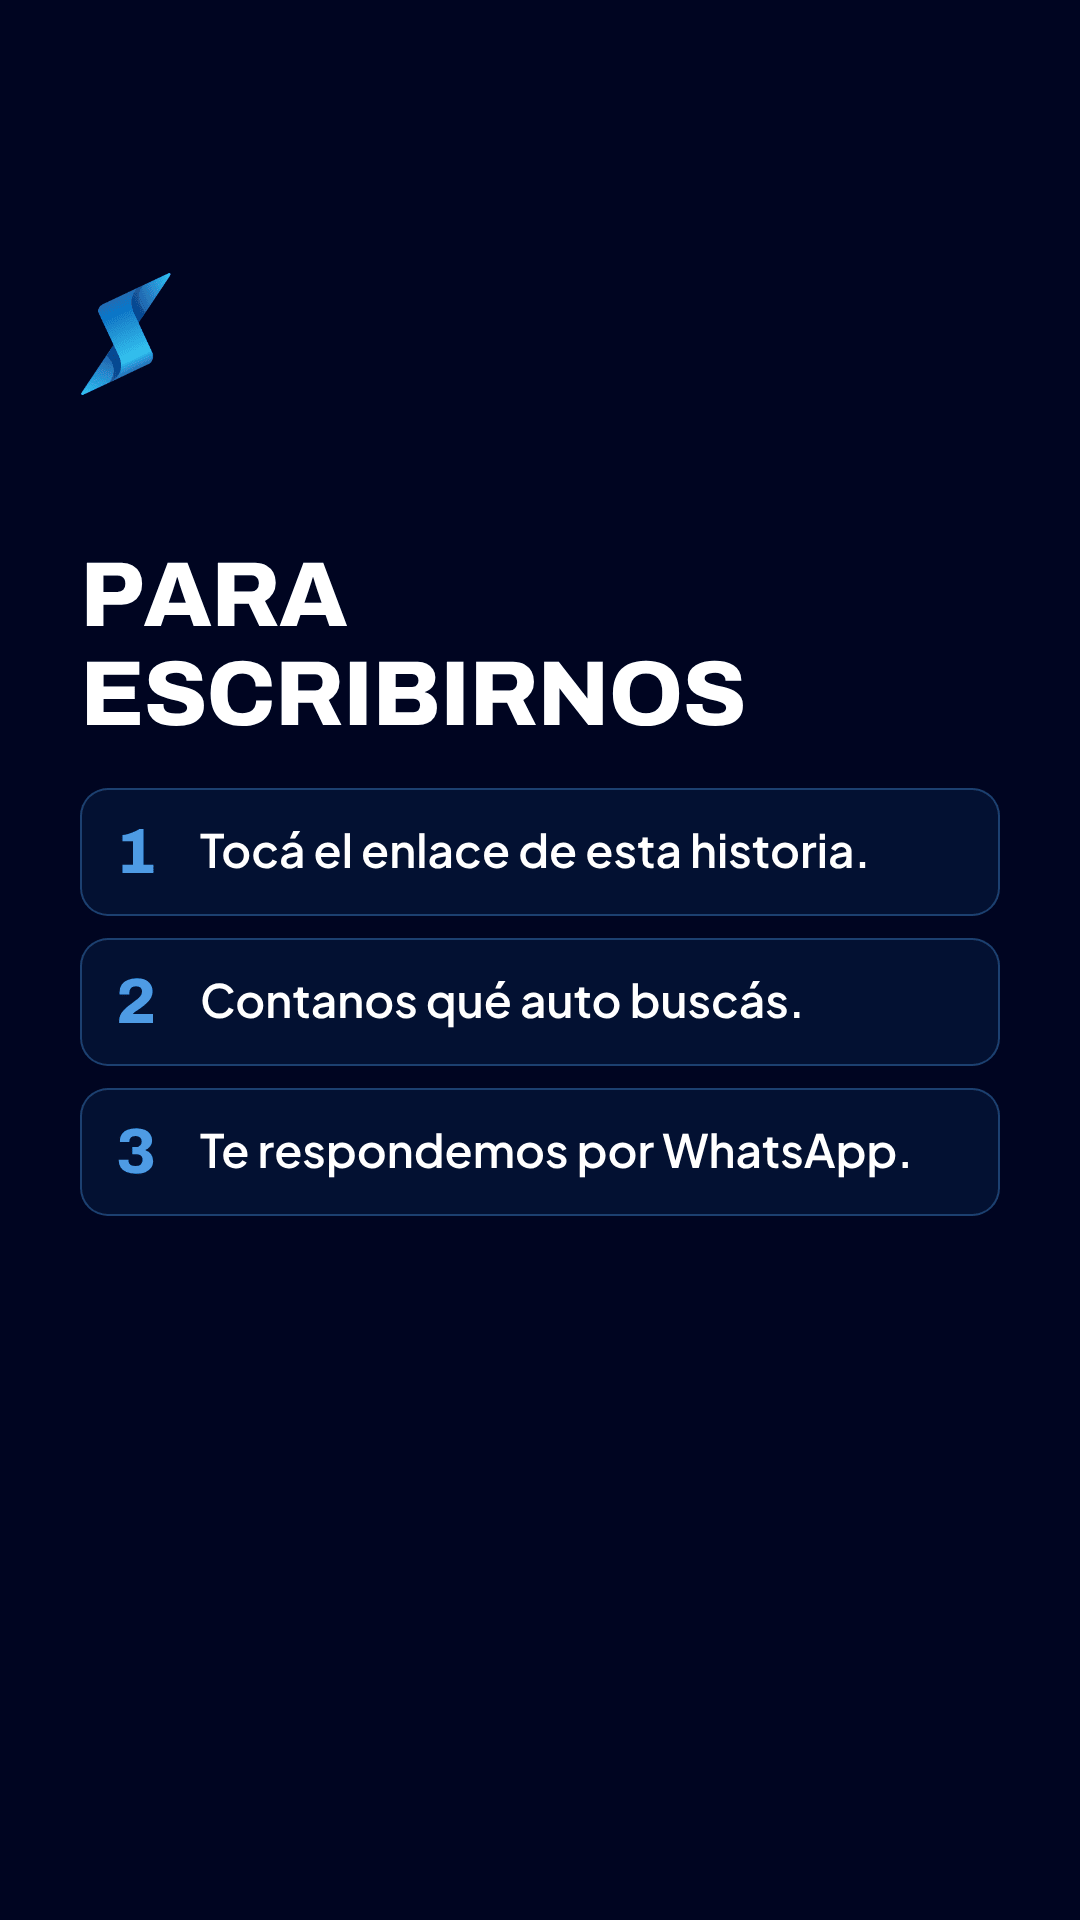 PARA
ESCRIBIRNOS
1 Tocá el enlace de esta historia.
2 Contanos qué auto buscás.
3 Te respondemos por WhatsApp.